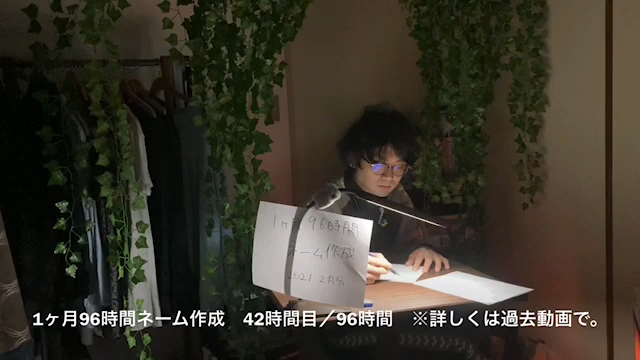 1ヶ月96時間
ネーム作成
2021 2月分
1ヶ月96時間ネーム作成 42時間目／96時間 ※詳しくは過去動画で。